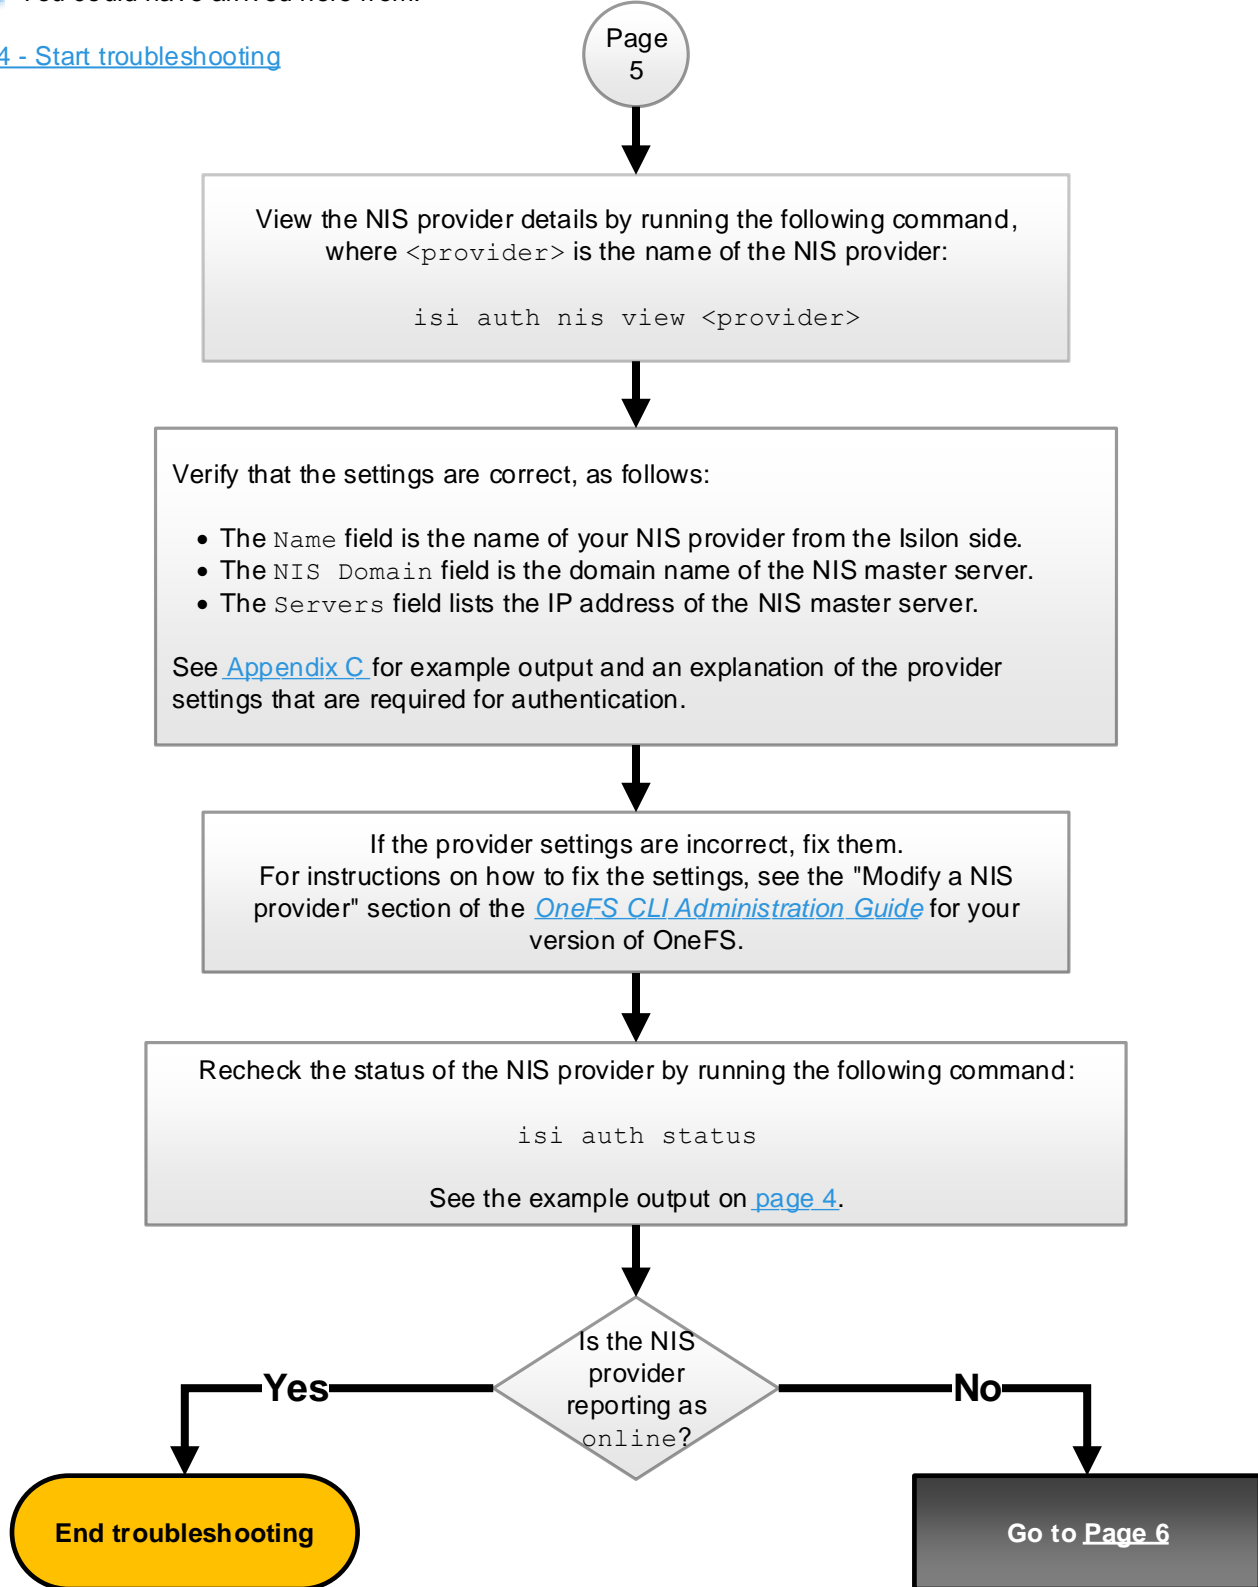 You could have arrived here from:
4 - Start troubleshooting
Page
5
View the NIS provider details by running the following command,
where <provider> is the name of the NIS provider:
isi auth nis view <provider>
Verify that the settings are correct, as follows:
• The Name field is the name of your NIS provider from the Isilon side.
• The NIS Domain field is the domain name of the NIS master server.
• The Servers field lists the IP address of the NIS master server.
See Appendix C for example output and an explanation of the provider
settings that are required for authentication.
If the provider settings are incorrect, fix them.
For instructions on how to fix the settings, see the "Modify a NIS
provider" section of the OneFS CLI Administration Guide for your
version of OneFS.
Recheck the status of the NIS provider by running the following command:
isi auth status
See the example output on page 4.
Is the NIS
provider
reporting as
online?
Yes
No
End troubleshooting
Go to Page 6